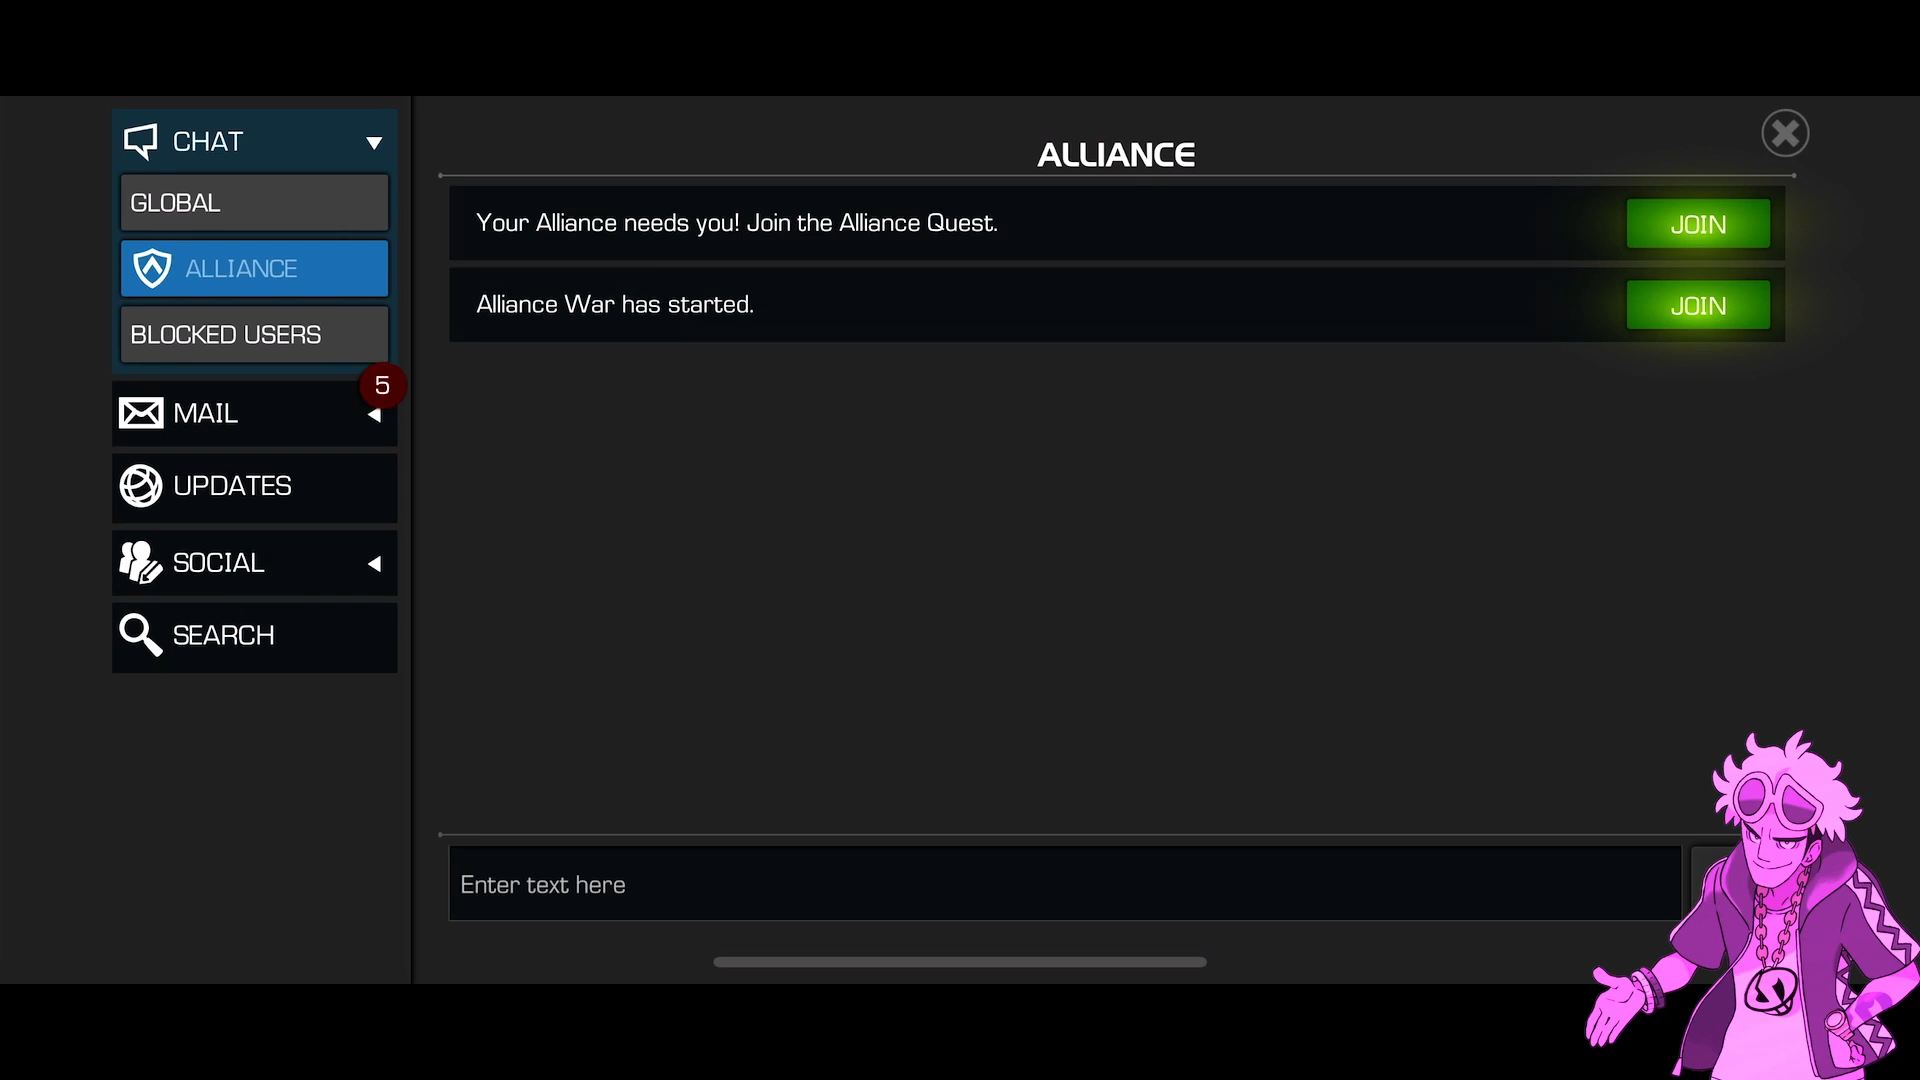 CHAT
GLOBAL
ALLIANCE
BLOCKED USERS
5
MAIL
UPDATES
SOCIAL
SEARCH
ALLIANCE
Your Alliance needs you! Join the Alliance Quest.
JOIN
Alliance War has started.
JOIN
Enter text here